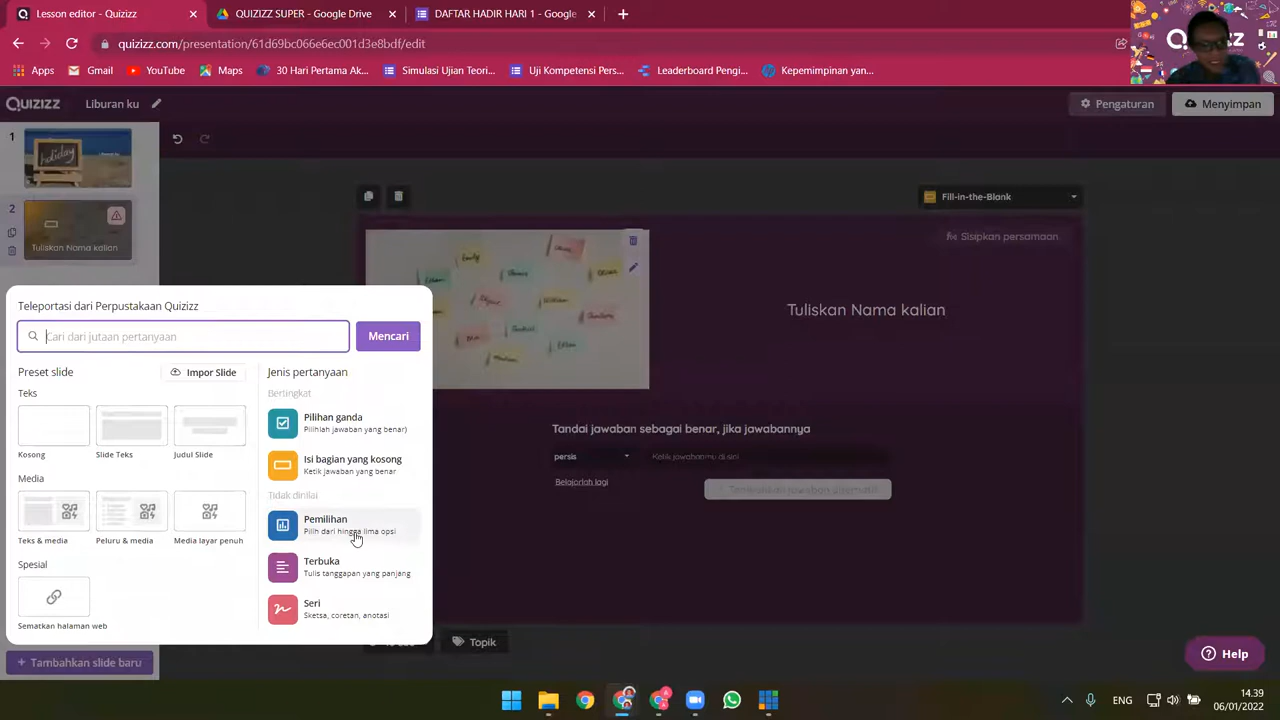 Lesson editor - Quizizz
QUIZIZZ SUPER - Google Drive
DAFTAR HADIR HARI 1 - Google
quizizz.com/presentation/61d69bc066e6ec001d3e8bdf/edit
Apps
Gmail
YouTube
Maps
30 Hari Pertama Ak...
Simulasi Ujian Teori...
Uji Kompetensi Pers...
Leaderboard Pengi...
Kepemimpinan yan...
QUIZIZZ
Liburan ku
Pengaturan
Menyimpan
1
holiday
2
Tuliskan Nama kalian
Fill-in-the-Blank
Sisipkan persamaan
Tuliskan Nama kalian
Tandai jawaban sebagai benar, jika jawabannya
persis
Ketik jawabanmu di sini
Belajarlah lagi
Teleportasi dari Perpustakaan Quizizz
Cari dari jutaan pertanyaan
Mencari
Preset slide
Impor Slide
Teks
Kosong
Slide Teks
Judul Slide
Media
Teks & media
Peluru & media
Media layar penuh
Spesial
Sematkan halaman web
Jenis pertanyaan
Bertingkat
Pilihan ganda
Pilihlah jawaban yang benar)
Isi bagian yang kosong
Ketik jawaban yang benar
Tidak dinilai
Pemilihan
Pilih dari hingga lima opsi
Terbuka
Tulis tanggapan yang panjang
Seri
Sketsa, coretan, anotasi
Topik
+ Tambahkan slide baru
Help
ENG
14.39
06/01/2022